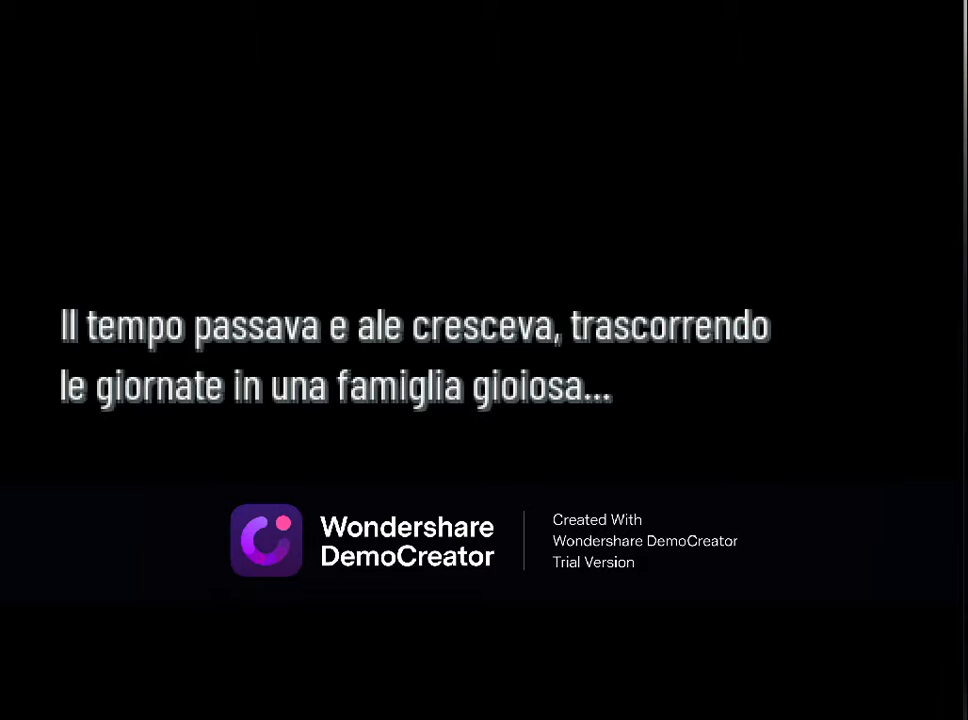 Il tempo passava e ale cresceva, trascorrendo
le giornate in una famiglia gioiosa...
Wondershare
DemoCreator
Created With
Wondershare DemoCreator
Trial Version